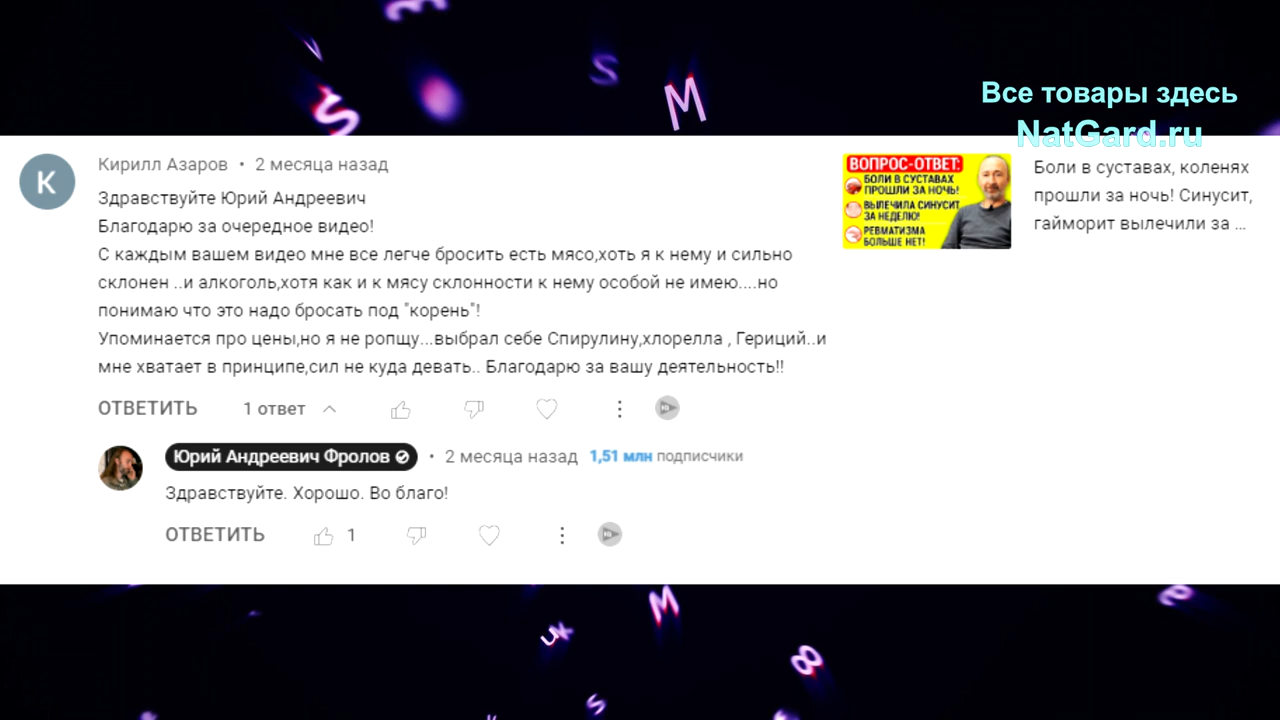 Все товары здесь
NatGard.ru
К
Кирилл Азаров • 2 месяца назад
Здравствуйте Юрий Андреевич
Благодарю за очередное видео!
С каждым вашем видео мне все легче бросить есть мясо,хоть я к нему и сильно
склонен ..и алкоголь,хотя как и к мясу склонности к нему особой не имею....но
понимаю что это надо бросать под "корень"!
Упоминается про цены,но я не ропщу...выбрал себе Спирулину,хлорелла , Гериций..и
мне хватает в принципе,сил не куда девать.. Благодарю за вашу деятельность!!
ОТВЕТИТЬ 1 ответ
Юрий Андреевич Фролов • 2 месяца назад 1,51 млн подписчики
Здравствуйте. Хорошо. Во благо!
ОТВЕТИТЬ 1
ВОПРОС-ОТВЕТ:
БОЛИ В СУСТАВАХ
ПРОШЛИ ЗА НОЧЬ!
ВЫЛЕЧИЛА СИНУСИТ
ЗА НЕДЕЛЮ!
РЕВМАТИЗМА
БОЛЬШЕ НЕТ!
Боли в суставах, коленях
прошли за ночь! Синусит,
гайморит вылечили за ...